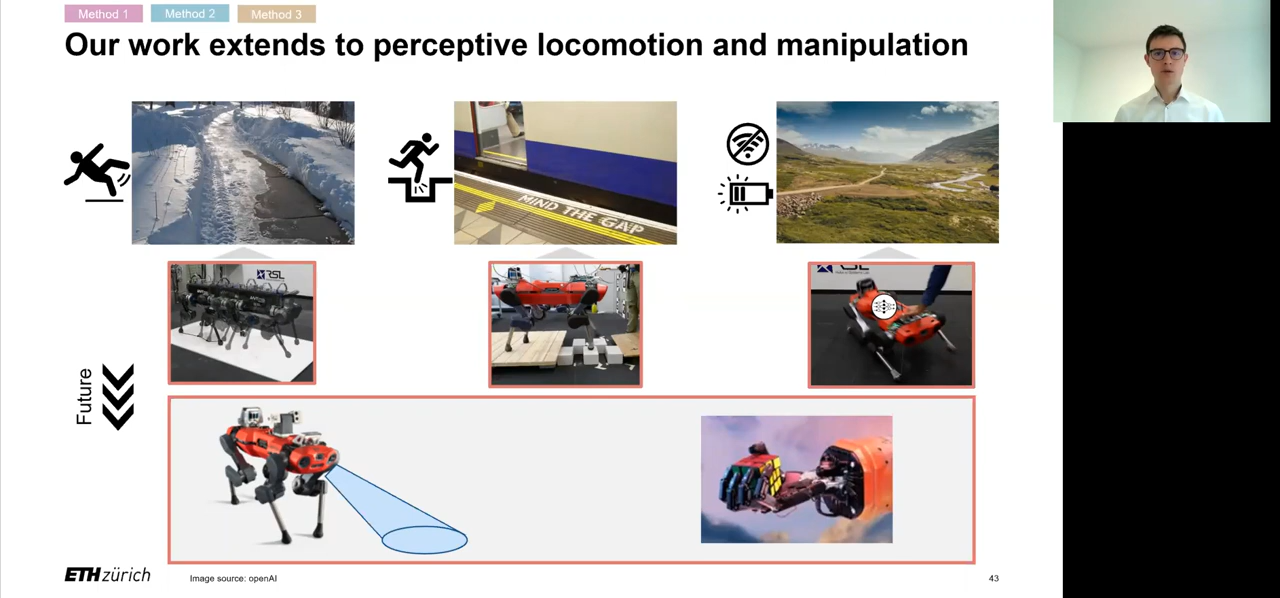 Method 1
Method 2
Method 3
Our work extends to perceptive locomotion and manipulation
MIND THE GAP
RSL
RSL
Future
ETH zürich
Image source: openAI
43